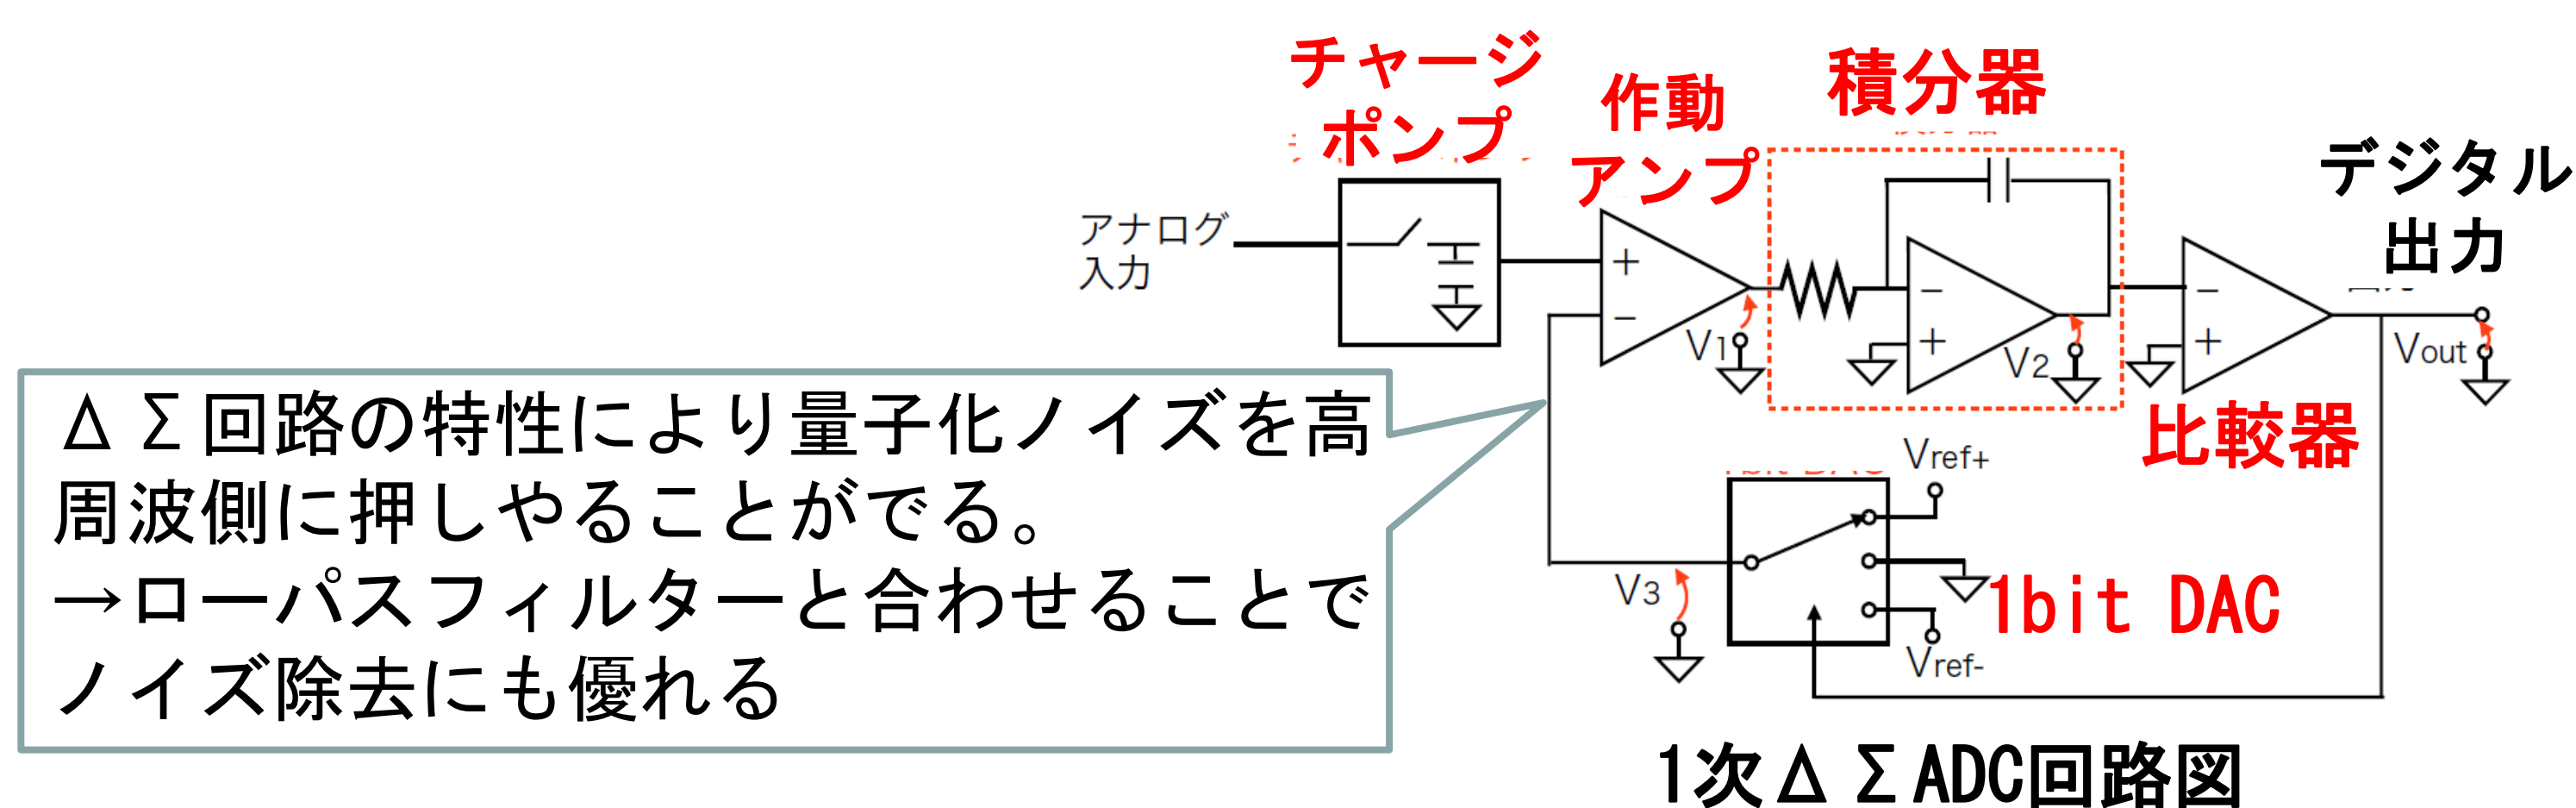 チャージ
ポンプ
作動
アンプ
積分器
デジタル
出力
アナログ
入力
+
−
V1
−
+
V2
−
+
Vout
比較器
ΔΣ回路の特性により量子化ノイズを高
周波側に押しやることがでる。
→ローパスフィルターと合わせることで
ノイズ除去にも優れる
Vref+
V3
1bit DAC
Vref-
1次ΔΣADC回路図